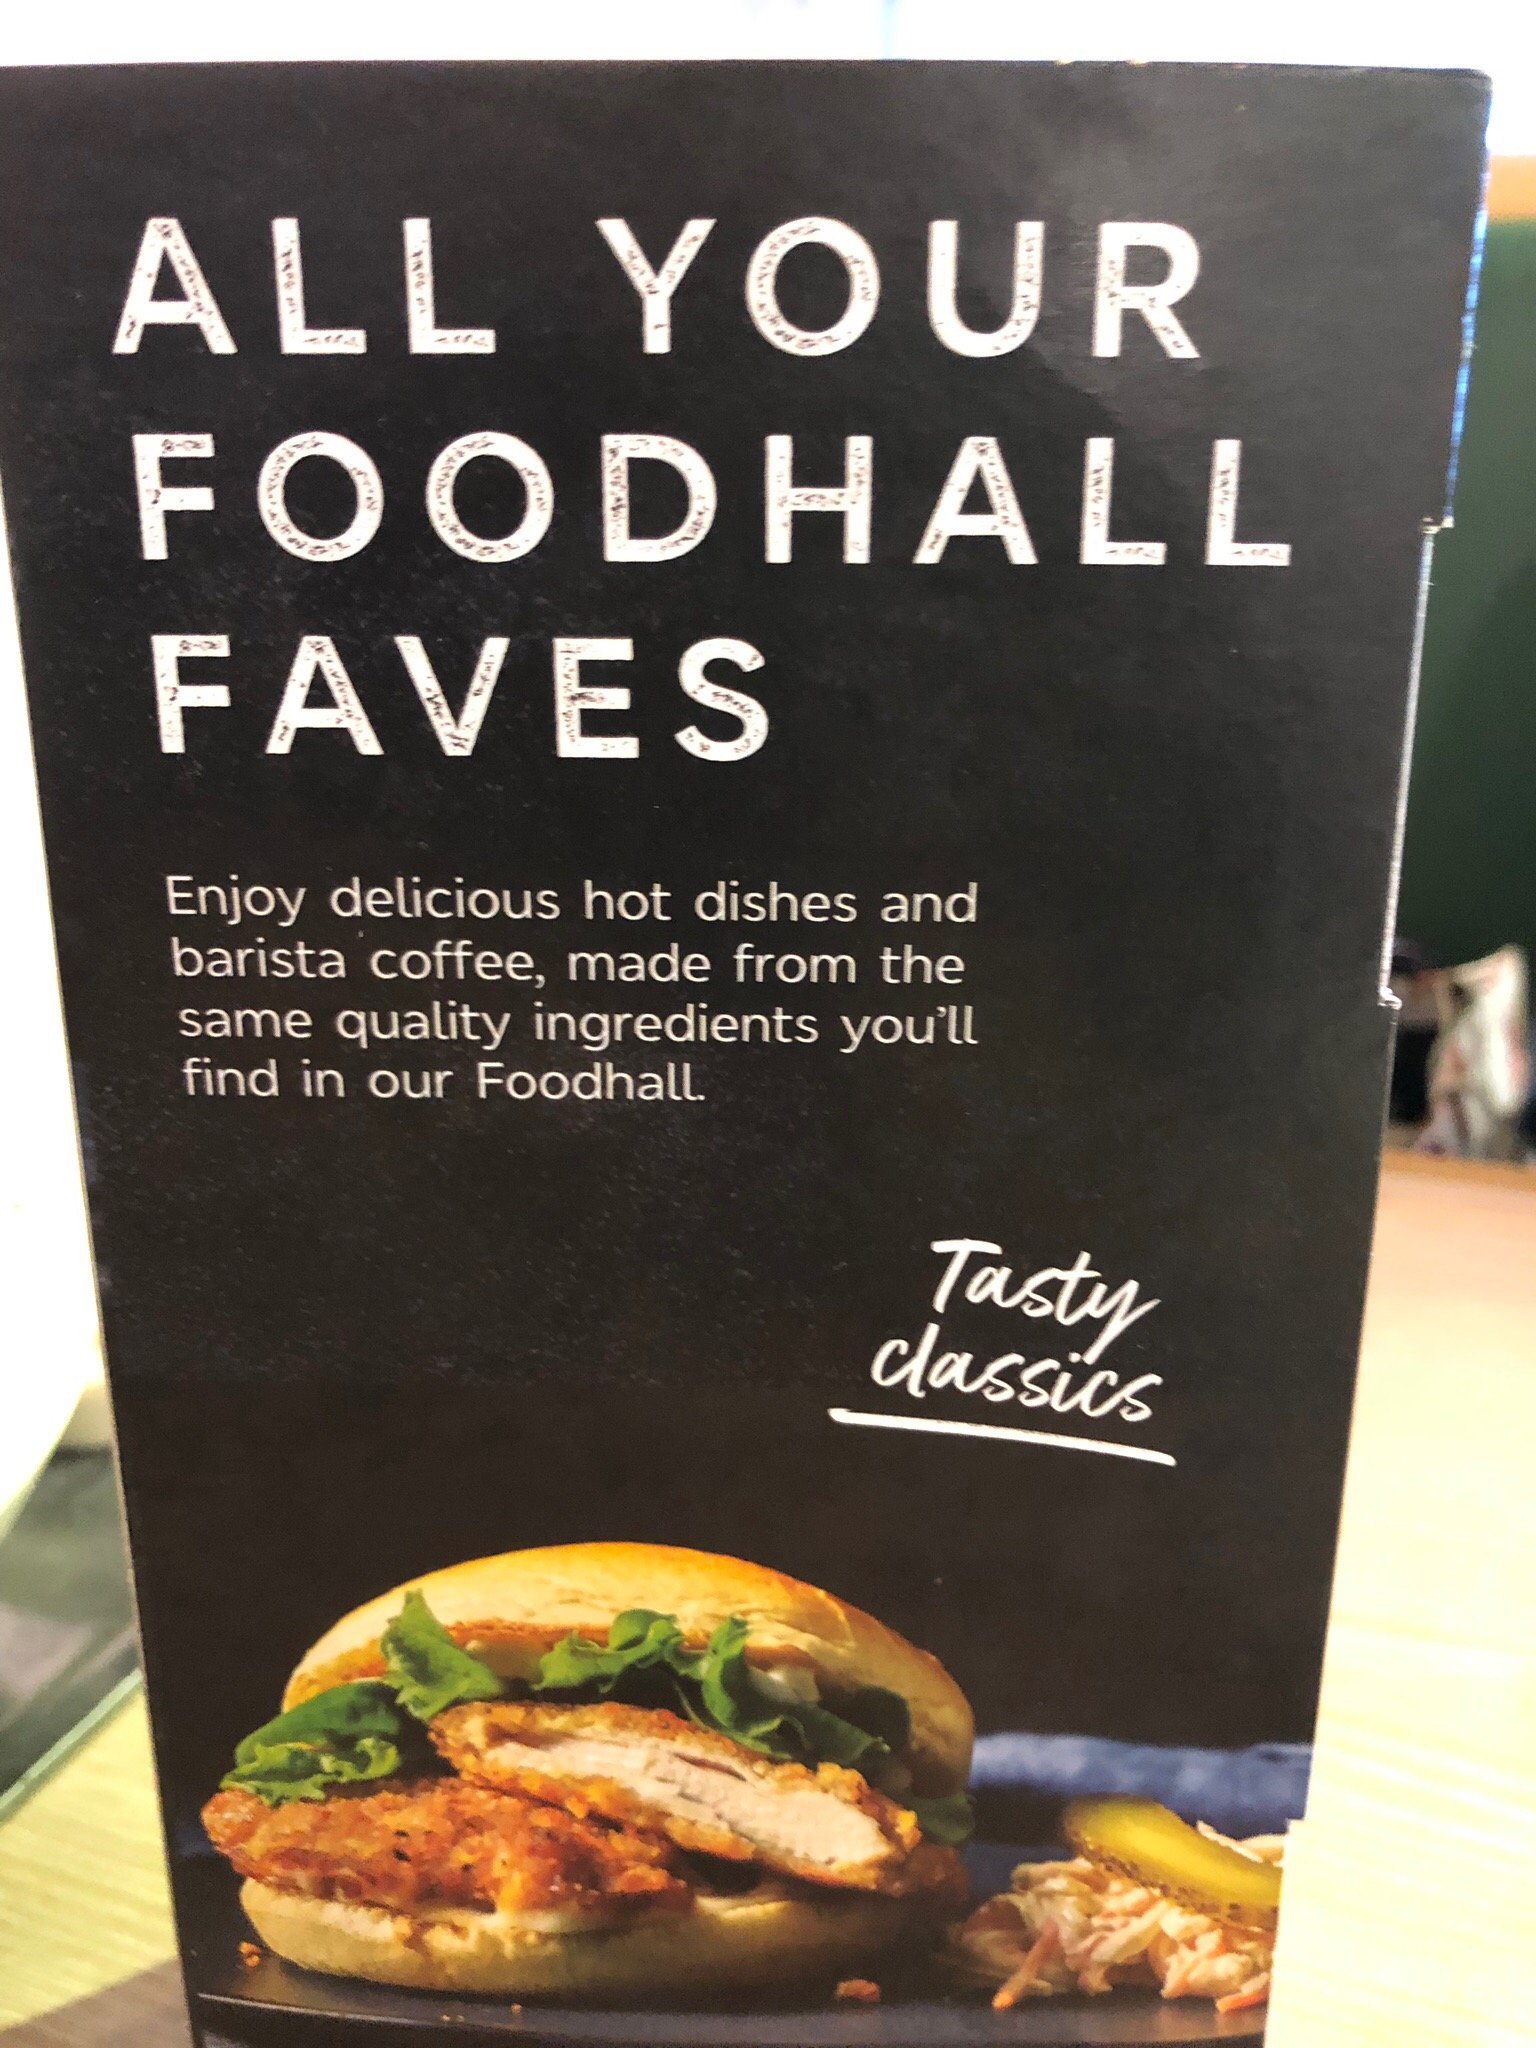 ALL YOUR
FOODHALL
FAVES
Enjoy delicious hot dishes and
barista coffee, made from the
same quality ingredients you'll
find in our Foodhall.
Tasty
classics